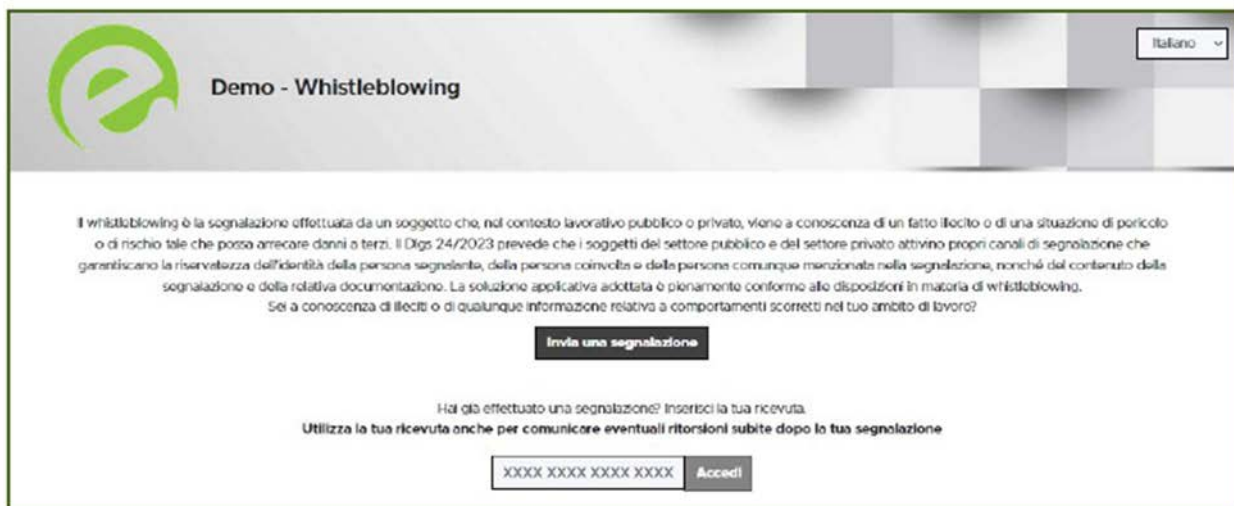 Italiano
Demo - Whistleblowing
Il whistleblowing è la segnalazione effettuata da un soggetto che, nel contesto lavorativo pubblico o privato, viene a conoscenza di un fatto illecito o di una situazione di pericolo
o di rischio tale che possa arrecare danni a terzi. Il Dlgs 24/2023 prevede che i soggetti del settore pubblico e del settore privato attivino propri canali di segnalazione che
garantiscano la riservatezza dell'identità della persona segnalante, della persona coinvolta e della persona comunque menzionata nella segnalazione, nonché del contenuto della
segnalazione e della relativa documentazione. La soluzione applicativa adottata è pienamente conforme alle disposizioni in materia di whistleblowing.
Sei a conoscenza di illeciti o di qualunque informazione relativa a comportamenti scorretti nel tuo ambito di lavoro?
Invia una segnalazione
Hai già effettuato una segnalazione? Inserisci la tua ricevuta.
Utilizza la tua ricevuta anche per comunicare eventuali ritorsioni subite dopo la tua segnalazione
XXXX XXXX XXXX XXXX Accedi